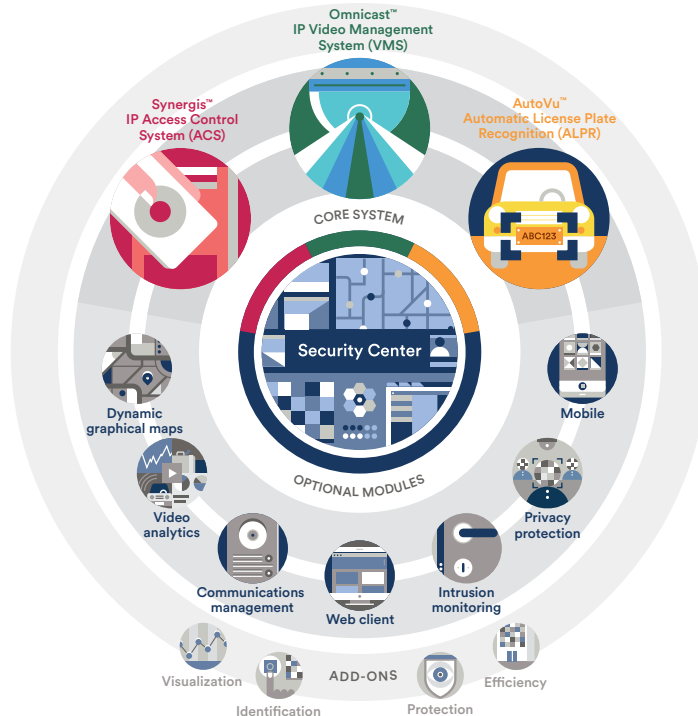 Omnicast™
IP Video Management
System (VMS)
Synergis™
IP Access Control
System (ACS)
AutoVu™
Automatic License Plate
Recognition (ALPR)
ABC123
CORE SYSTEM
Security Center
OPTIONAL MODULES
Dynamic
graphical maps
Mobile
Video
analytics
Privacy
protection
Communications
management
Intrusion
monitoring
Web client
ADD-ONS
Visualization
Identification
Protection
Efficiency